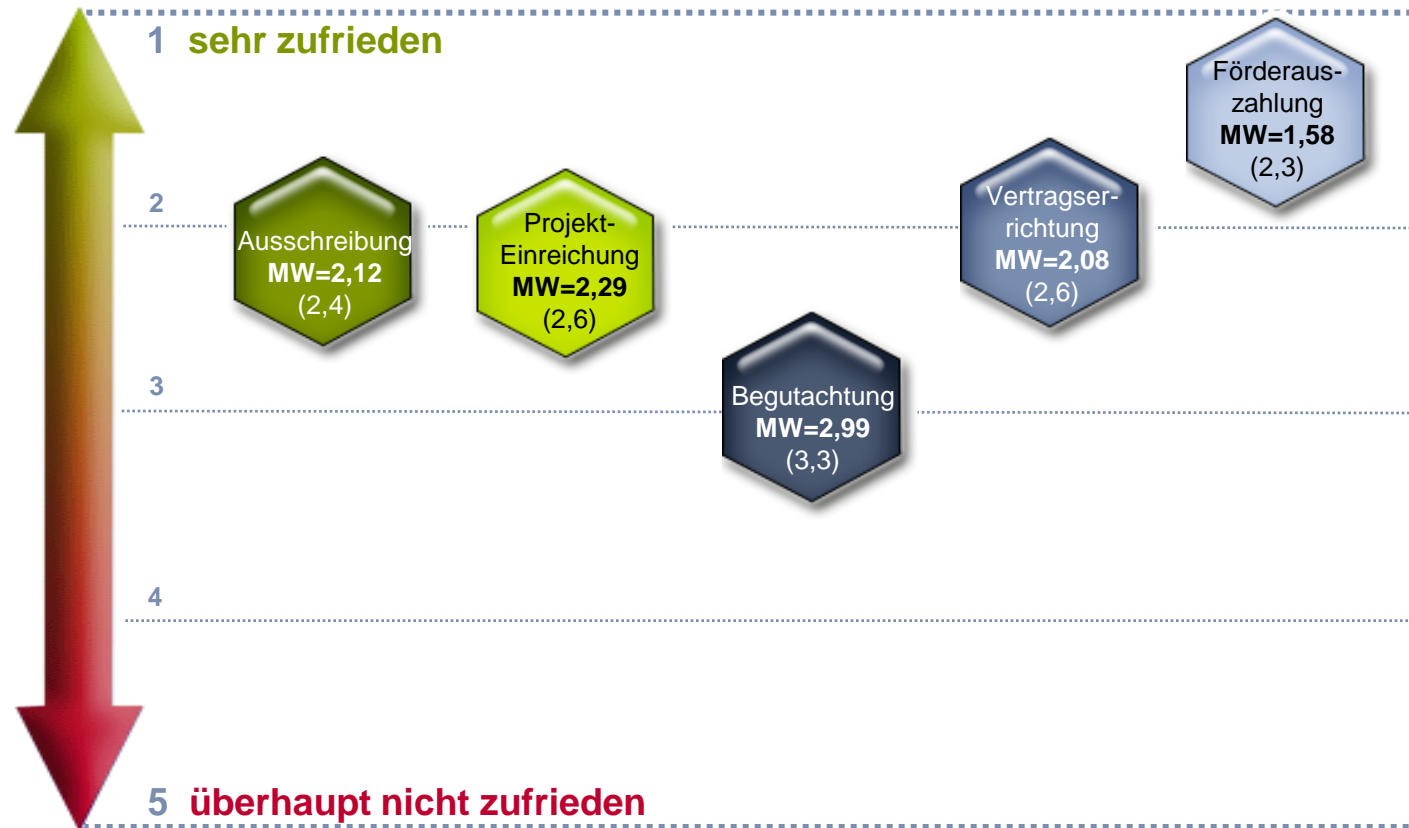 1 sehr zufrieden
Förderaus-
zahlung
MW=1,58
(2,3)
2
Ausschreibung
MW=2,12
(2,4)
Projekt-
Einreichung
MW=2,29
(2,6)
Vertragser-
richtung
MW=2,08
(2,6)
3
Begutachtung
MW=2,99
(3,3)
4
5 überhaupt nicht zufrieden